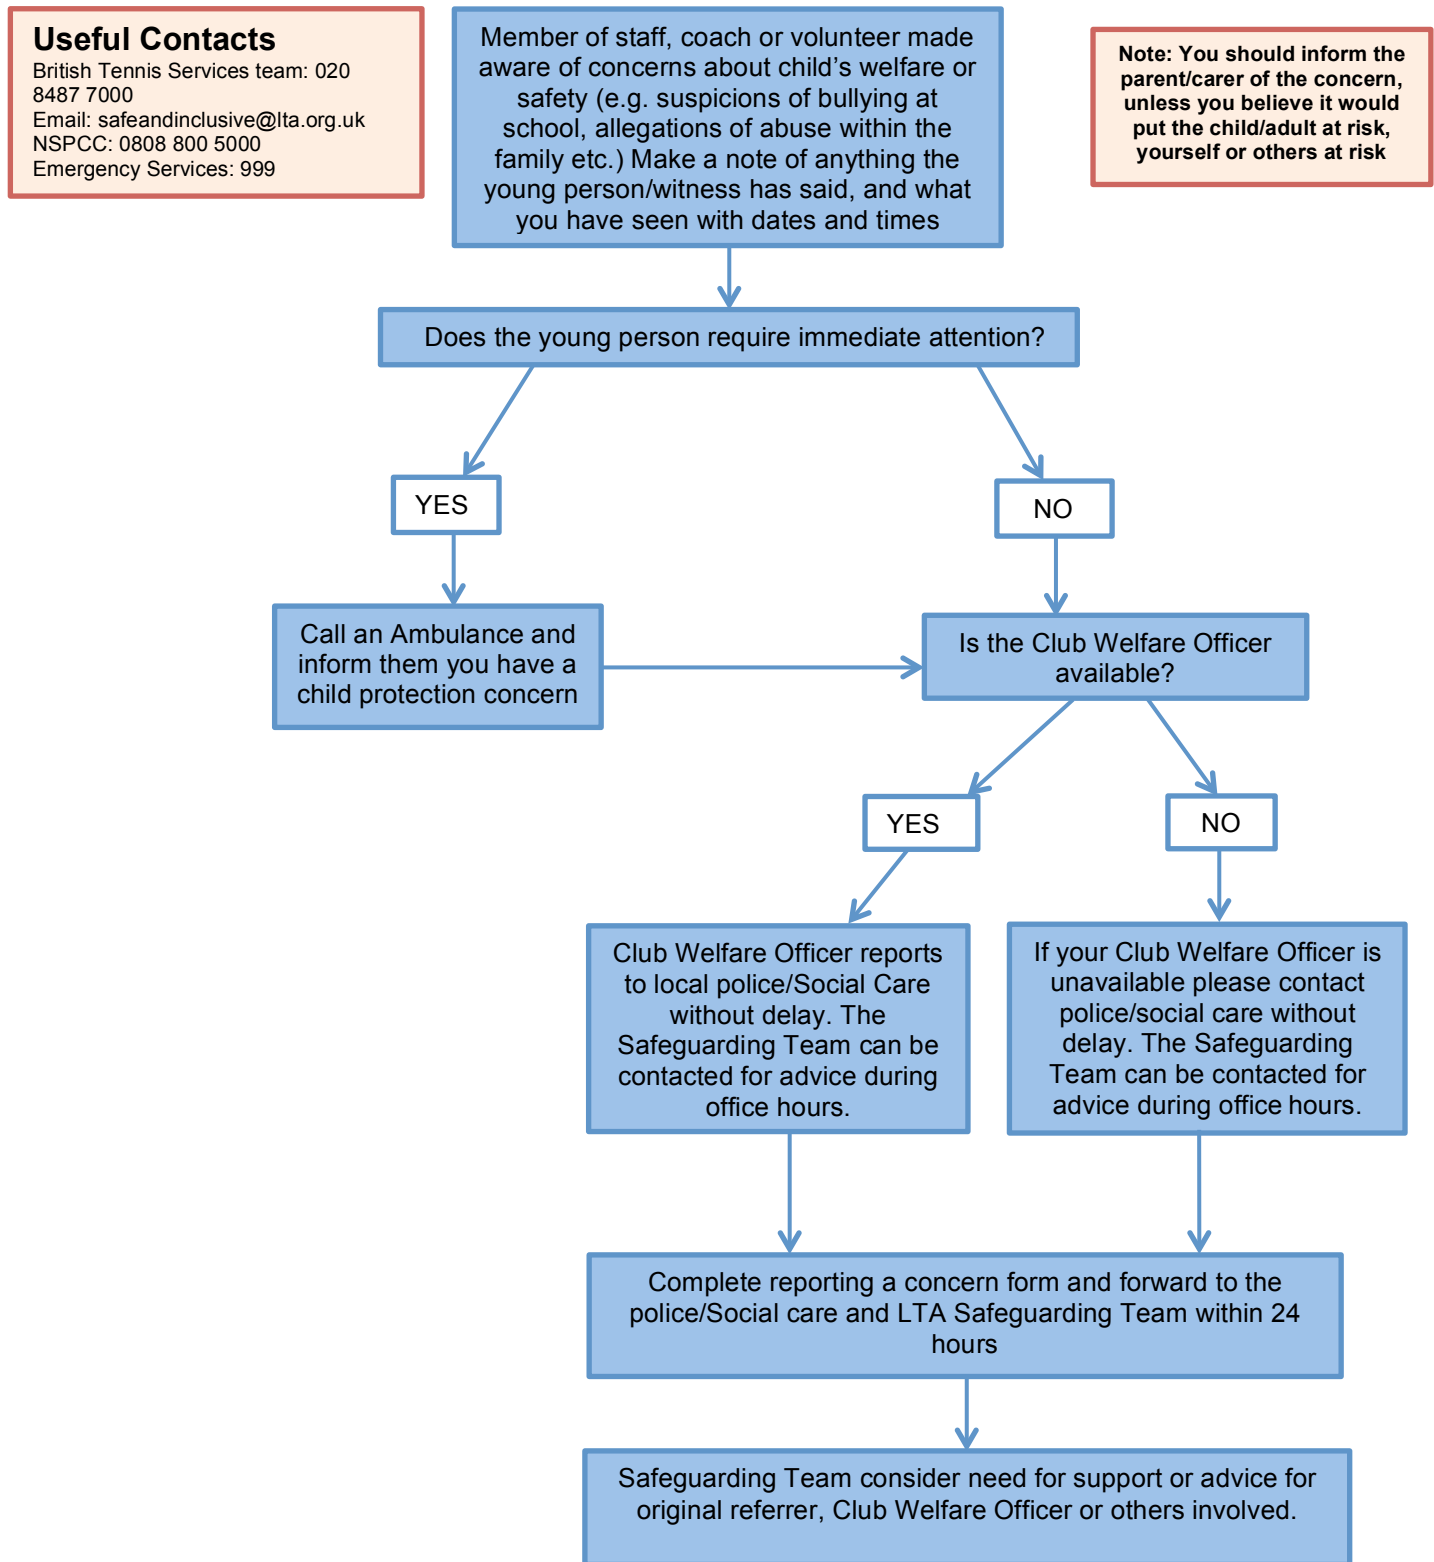 Useful Contacts
British Tennis Services team: 020
8487 7000
Email: safeandinclusive@lta.org.uk
NSPCC: 0808 800 5000
Emergency Services: 999
Member of staff, coach or volunteer made
aware of concerns about child’s welfare or
safety (e.g. suspicions of bullying at
school, allegations of abuse within the
family etc.) Make a note of anything the
young person/witness has said, and what
you have seen with dates and times
Note: You should inform the
parent/carer of the concern,
unless you believe it would
put the child/adult at risk,
yourself or others at risk
Does the young person require immediate attention?
YES
NO
Call an Ambulance and
inform them you have a
child protection concern
Is the Club Welfare Officer
available?
YES
NO
Club Welfare Officer reports
to local police/Social Care
without delay. The
Safeguarding Team can be
contacted for advice during
office hours.
If your Club Welfare Officer is
unavailable please contact
police/social care without
delay. The Safeguarding
Team can be contacted for
advice during office hours.
Complete reporting a concern form and forward to the
police/Social care and LTA Safeguarding Team within 24
hours
Safeguarding Team consider need for support or advice for
original referrer, Club Welfare Officer or others involved.